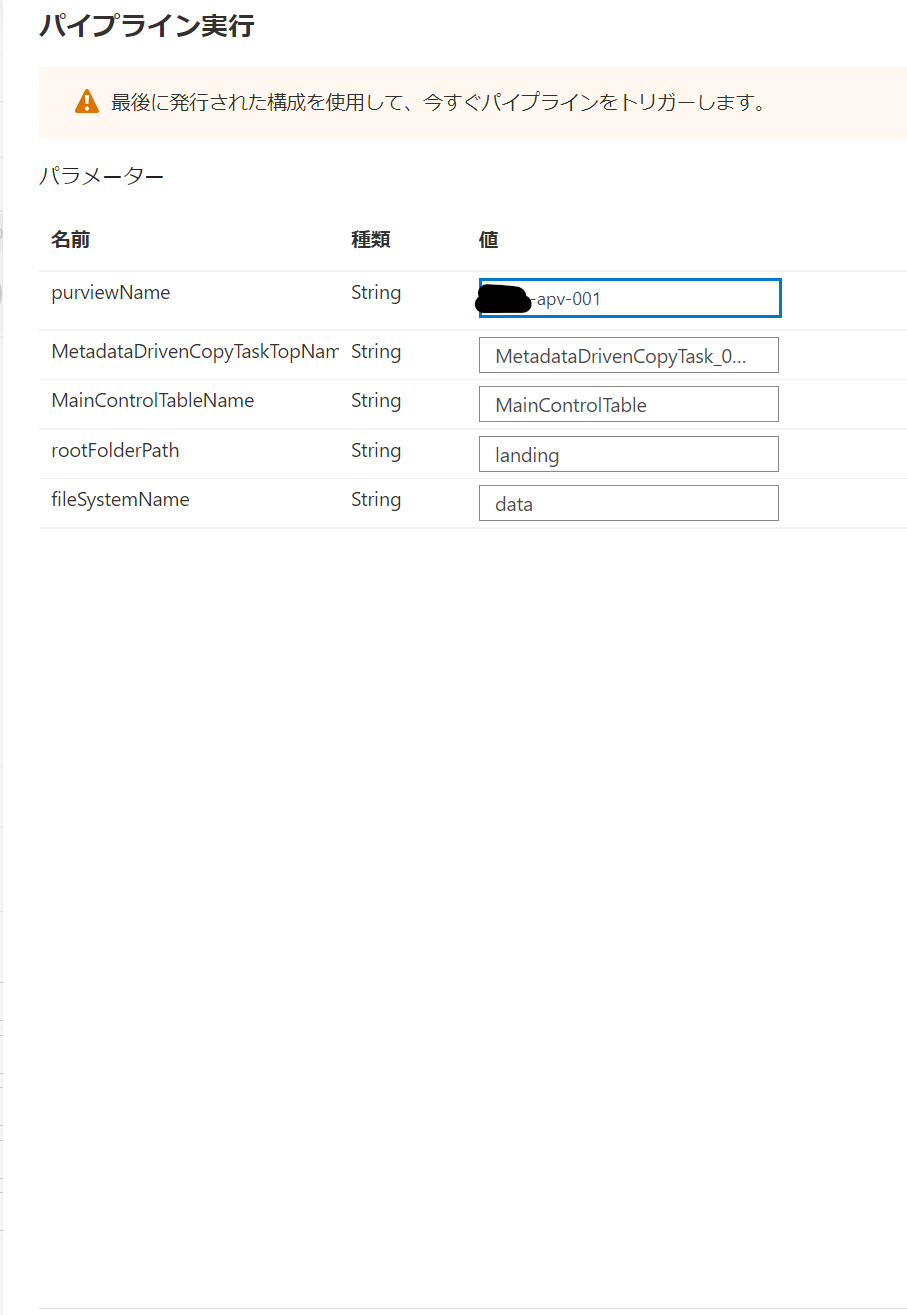 パイプライン実行
最後に発行された構成を使用して、今すぐパイプラインをトリガーします。
パラメーター
名前 種類 値
purviewName String -apv-001
MetadataDrivenCopyTaskTopNam String MetadataDrivenCopyTask_0...
MainControlTableName String MainControlTable
rootFolderPath String landing
fileSystemName String data